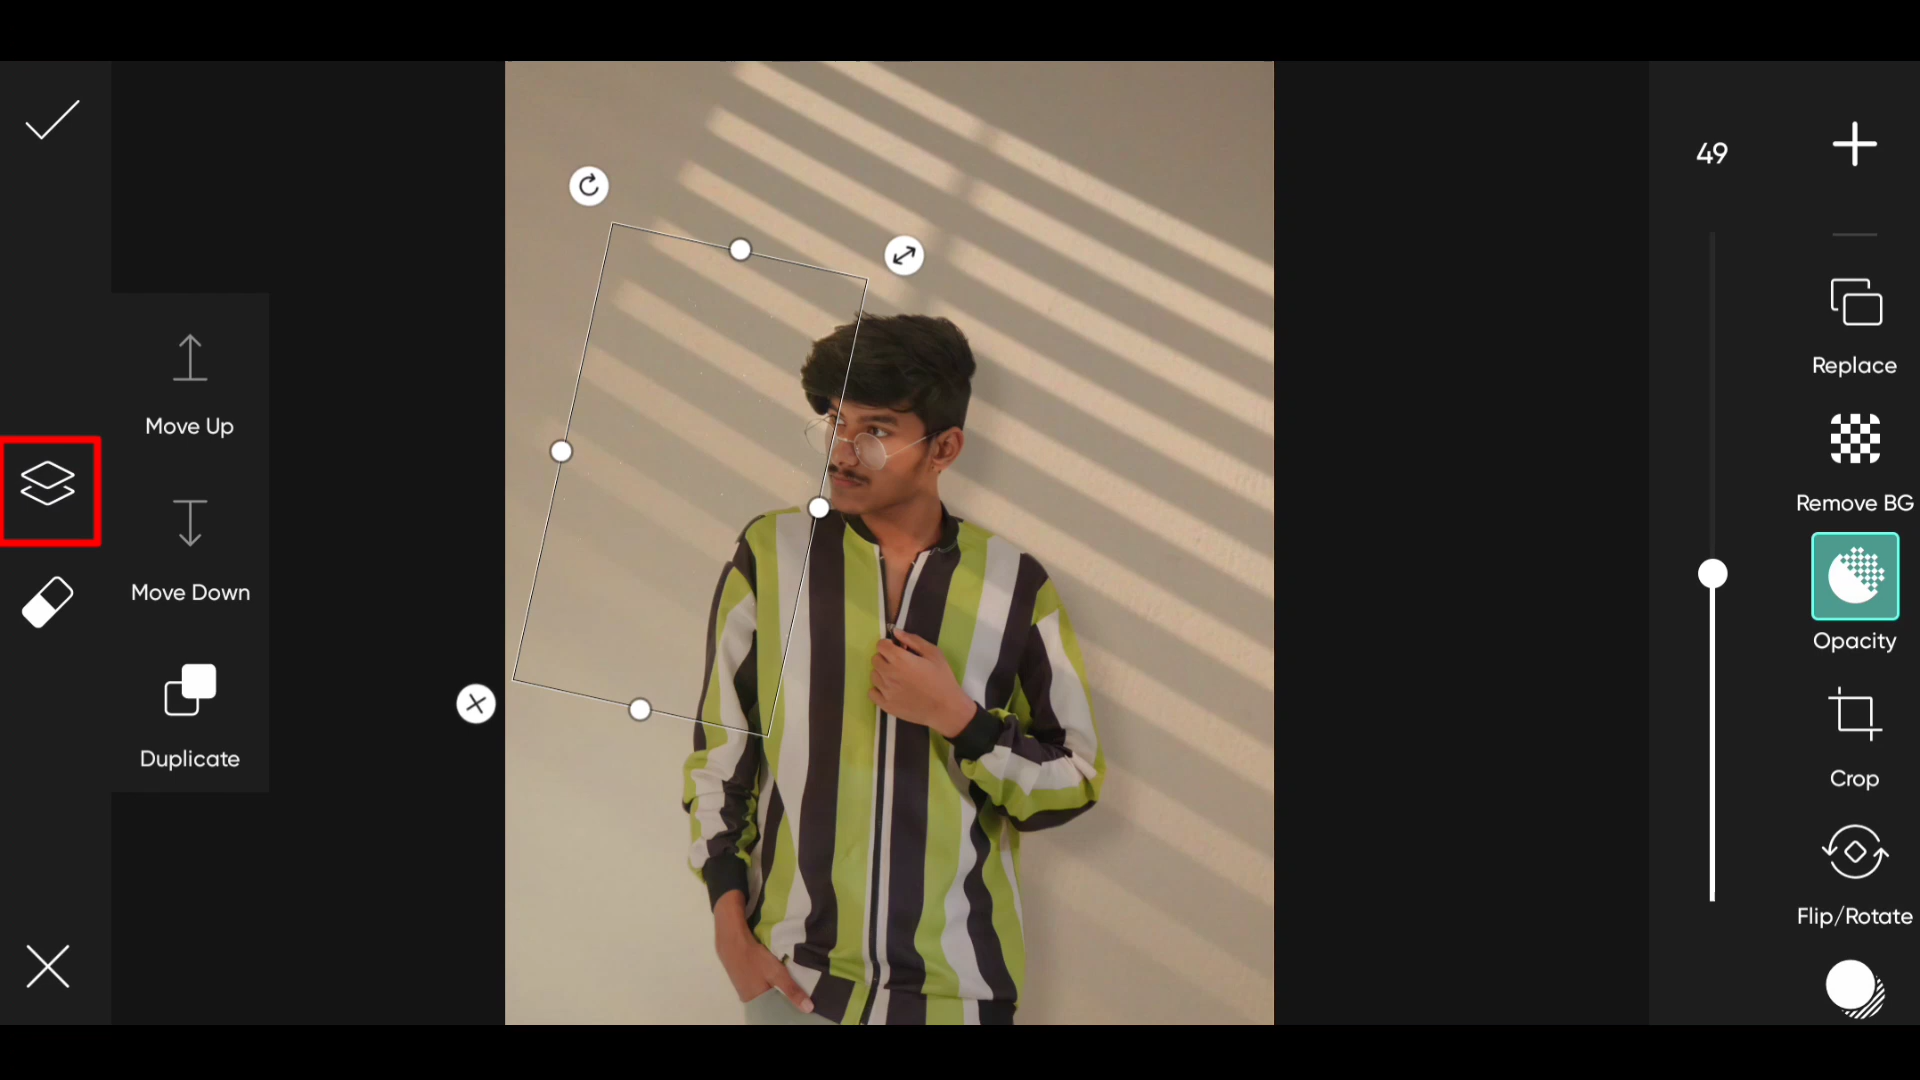 Move Up
Move Down
Duplicate
49
Replace
Remove BG
Opacity
Crop
Flip/Rotate